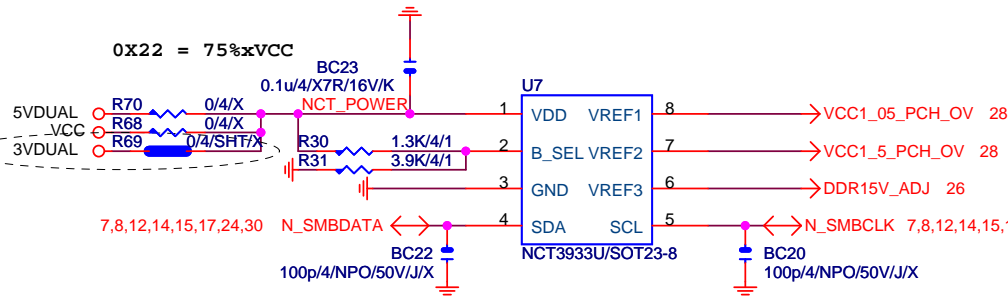 0X22 = 75%xVCC
BC23
0.1u/4/X7R/16V/K
NCT_POWER
5VDUAL R70 0/4/X
VCC R68 0/4/X
3VDUAL R69 0/4/SHT/X
R30 1.3K/4/1
R31 3.9K/4/1
U7
1 VDD VREF1 8 VCC1_05_PCH_OV 28
2 B_SEL VREF2 7 VCC1_5_PCH_OV 28
3 GND VREF3 6 DDR15V_ADJ 26
7,8,12,14,15,17,24,30 N_SMBDATA 4 SDA SCL 5 N_SMBCLK 7,8,12,14,15,1
NCT3933U/SOT23-8
BC22
100p/4/NPO/50V/J/X
BC20
100p/4/NPO/50V/J/X